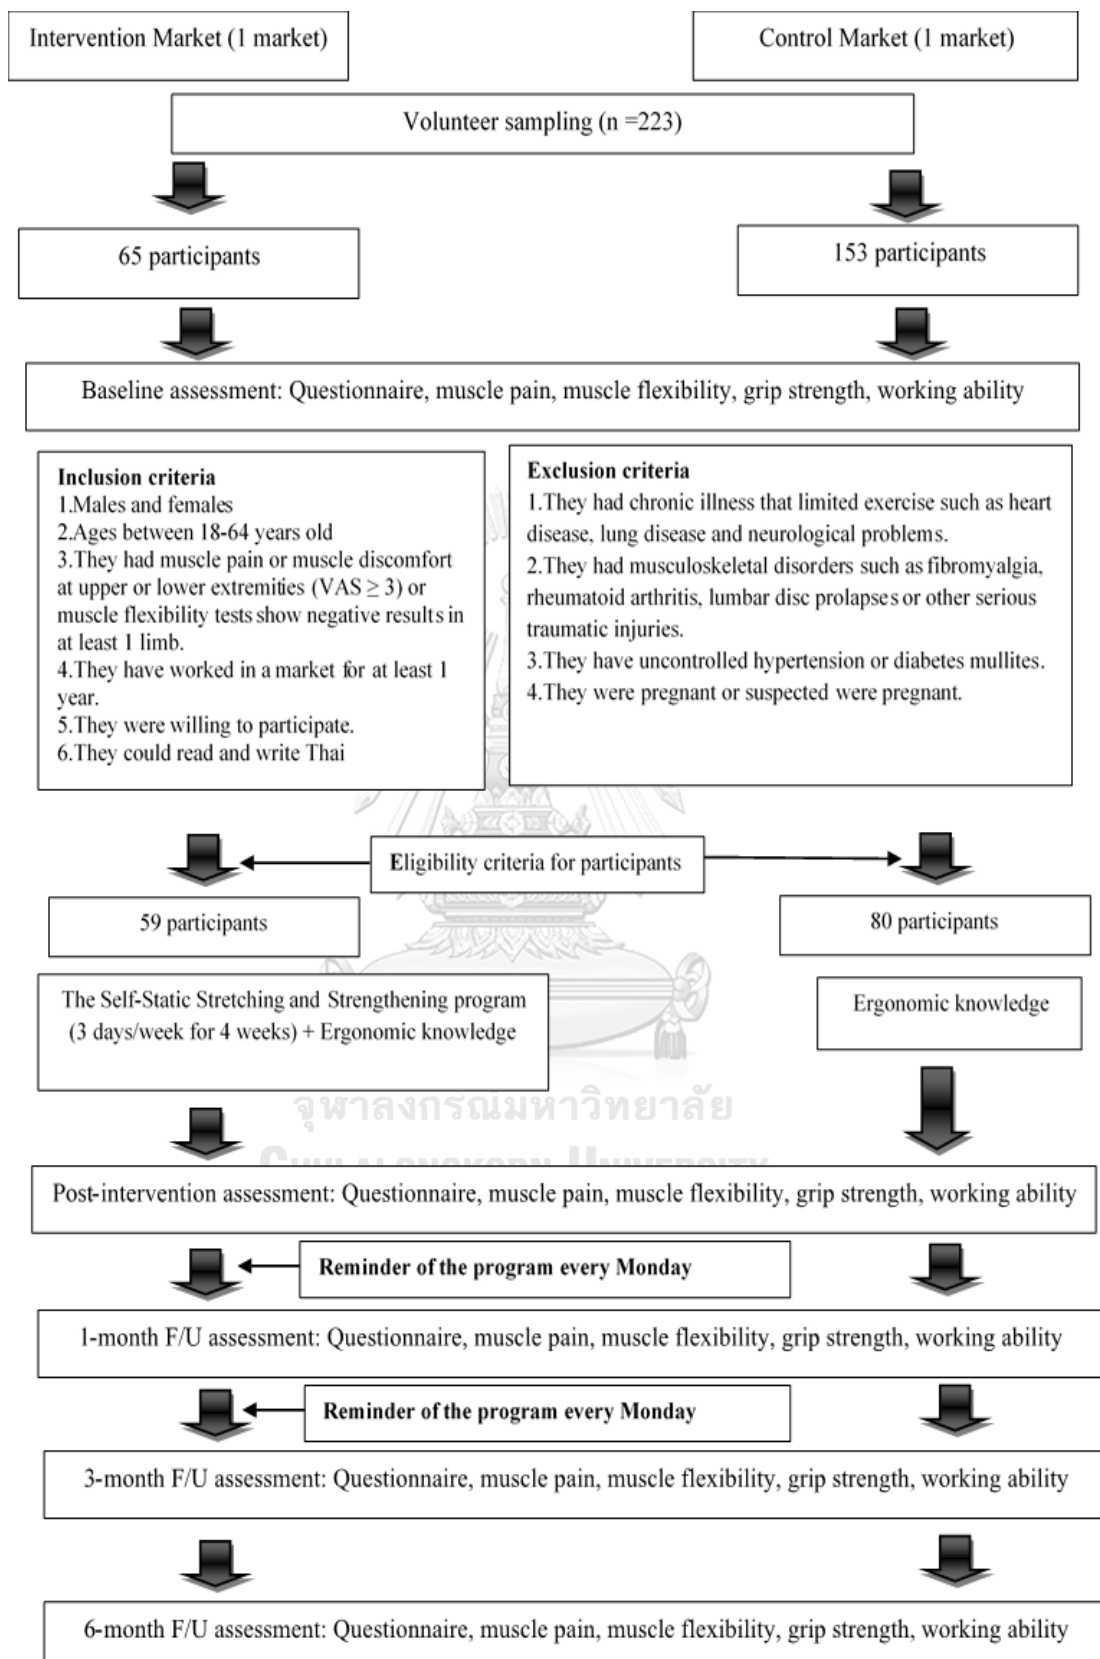 Intervention Market (1 market)
Control Market (1 market)
Volunteer sampling (n =223)
65 participants
153 participants
Baseline assessment: Questionnaire, muscle pain, muscle flexibility, grip strength, working ability
Inclusion criteria
1.Males and females
2.Ages between 18-64 years old
3.They had muscle pain or muscle discomfort
at upper or lower extremities (VAS ≥ 3) or
muscle flexibility tests show negative results in
at least 1 limb.
4.They have worked in a market for at least 1
year.
5.They were willing to participate.
6.They could read and write Thai
Exclusion criteria
1.They had chronic illness that limited exercise such as heart
disease, lung disease and neurological problems.
2.They had musculoskeletal disorders such as fibromyalgia,
rheumatoid arthritis, lumbar disc prolapses or other serious
traumatic injuries.
3.They have uncontrolled hypertension or diabetes mullites.
4.They were pregnant or suspected were pregnant.
Eligibility criteria for participants
59 participants
80 participants
The Self-Static Stretching and Strengthening program
(3 days/week for 4 weeks) + Ergonomic knowledge
Ergonomic knowledge
จุฬาลงกรณ์มหาวิทยาลัย
CHULALONGKORN UNIVERSITY
Post-intervention assessment: Questionnaire, muscle pain, muscle flexibility, grip strength, working ability
Reminder of the program every Monday
1-month F/U assessment: Questionnaire, muscle pain, muscle flexibility, grip strength, working ability
Reminder of the program every Monday
3-month F/U assessment: Questionnaire, muscle pain, muscle flexibility, grip strength, working ability
6-month F/U assessment: Questionnaire, muscle pain, muscle flexibility, grip strength, working ability